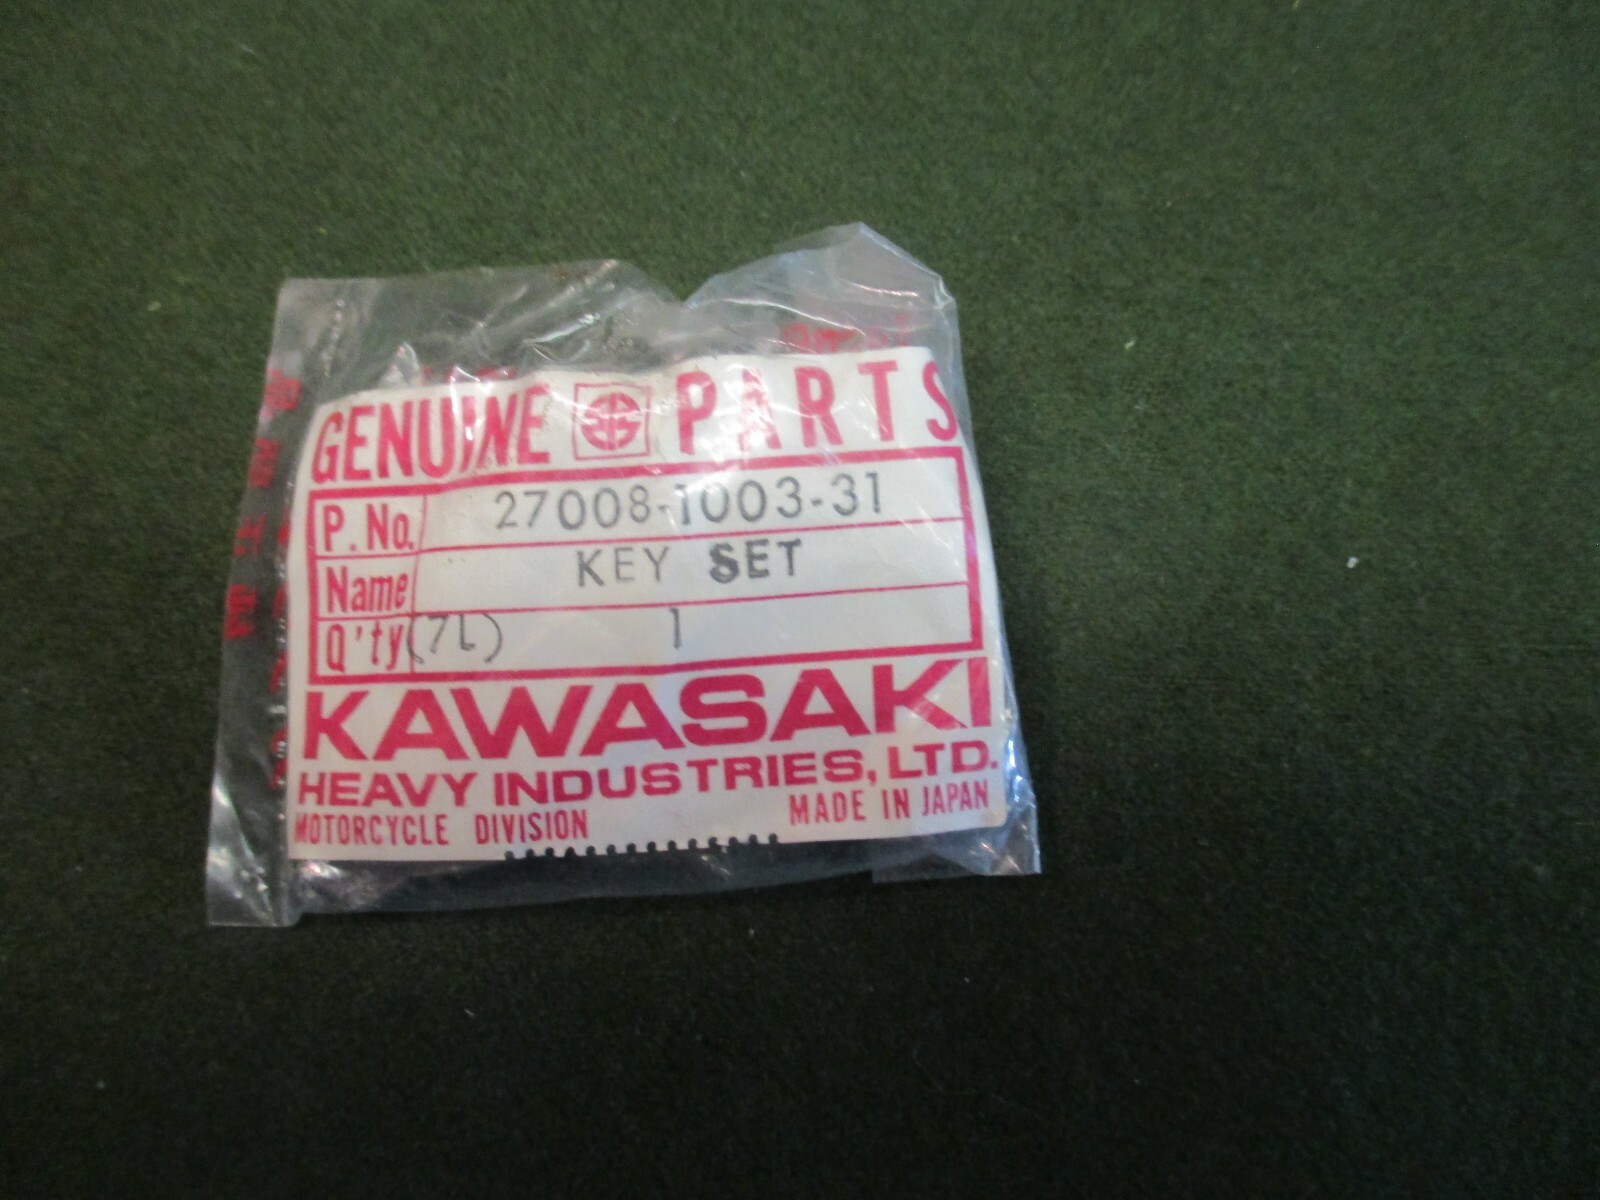 GENUINE PARTS
P. No. 27008-1003-31
Name KEY SET
Q'ty (7L) 1
KAWASAKI
HEAVY INDUSTRIES, LTD.
MOTORCYCLE DIVISION MADE IN JAPAN